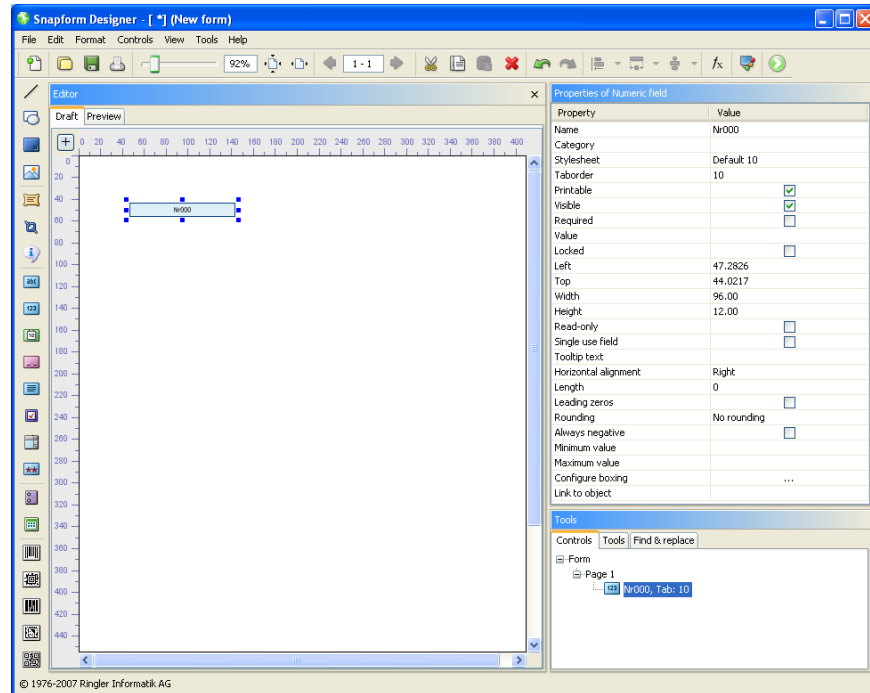 Snapform Designer - [ *] (New form)
File Edit Format Controls View Tools Help
92% 1 - 1 fx
Editor
Draft Preview
0 20 40 60 80 100 120 140 160 180 200 220 240 260 280 300 320 340 360 380 400
0
20
40
60
80
100
120
140
160
180
200
220
240
260
280
300
320
340
360
380
400
420
440
Nr000
abc
123
Properties of Numeric field
Property Value
Name Nr000
Category
Stylesheet Default 10
Taborder 10
Printable
Visible
Required
Value
Locked
Left 47.2826
Top 44.0217
Width 96.00
Height 12.00
Read-only
Single use field
Tooltip text
Horizontal alignment Right
Length 0
Leading zeros
Rounding No rounding
Always negative
Minimum value
Maximum value
Configure boxing ...
Link to object
Tools
Controls Tools Find & replace
Form
Page 1
123 Nr000, Tab: 10
© 1976-2007 Ringler Informatik AG